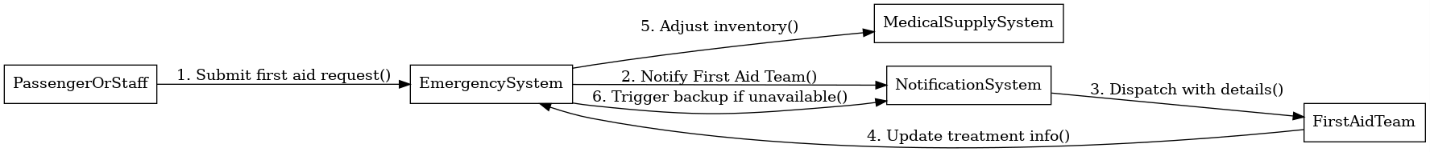 MedicalSupplySystem
5. Adjust inventory()
PassengerOrStaff
1. Submit first aid request()
EmergencySystem
2. Notify First Aid Team()
NotificationSystem
6. Trigger backup if unavailable()
3. Dispatch with details()
FirstAidTeam
4. Update treatment info()